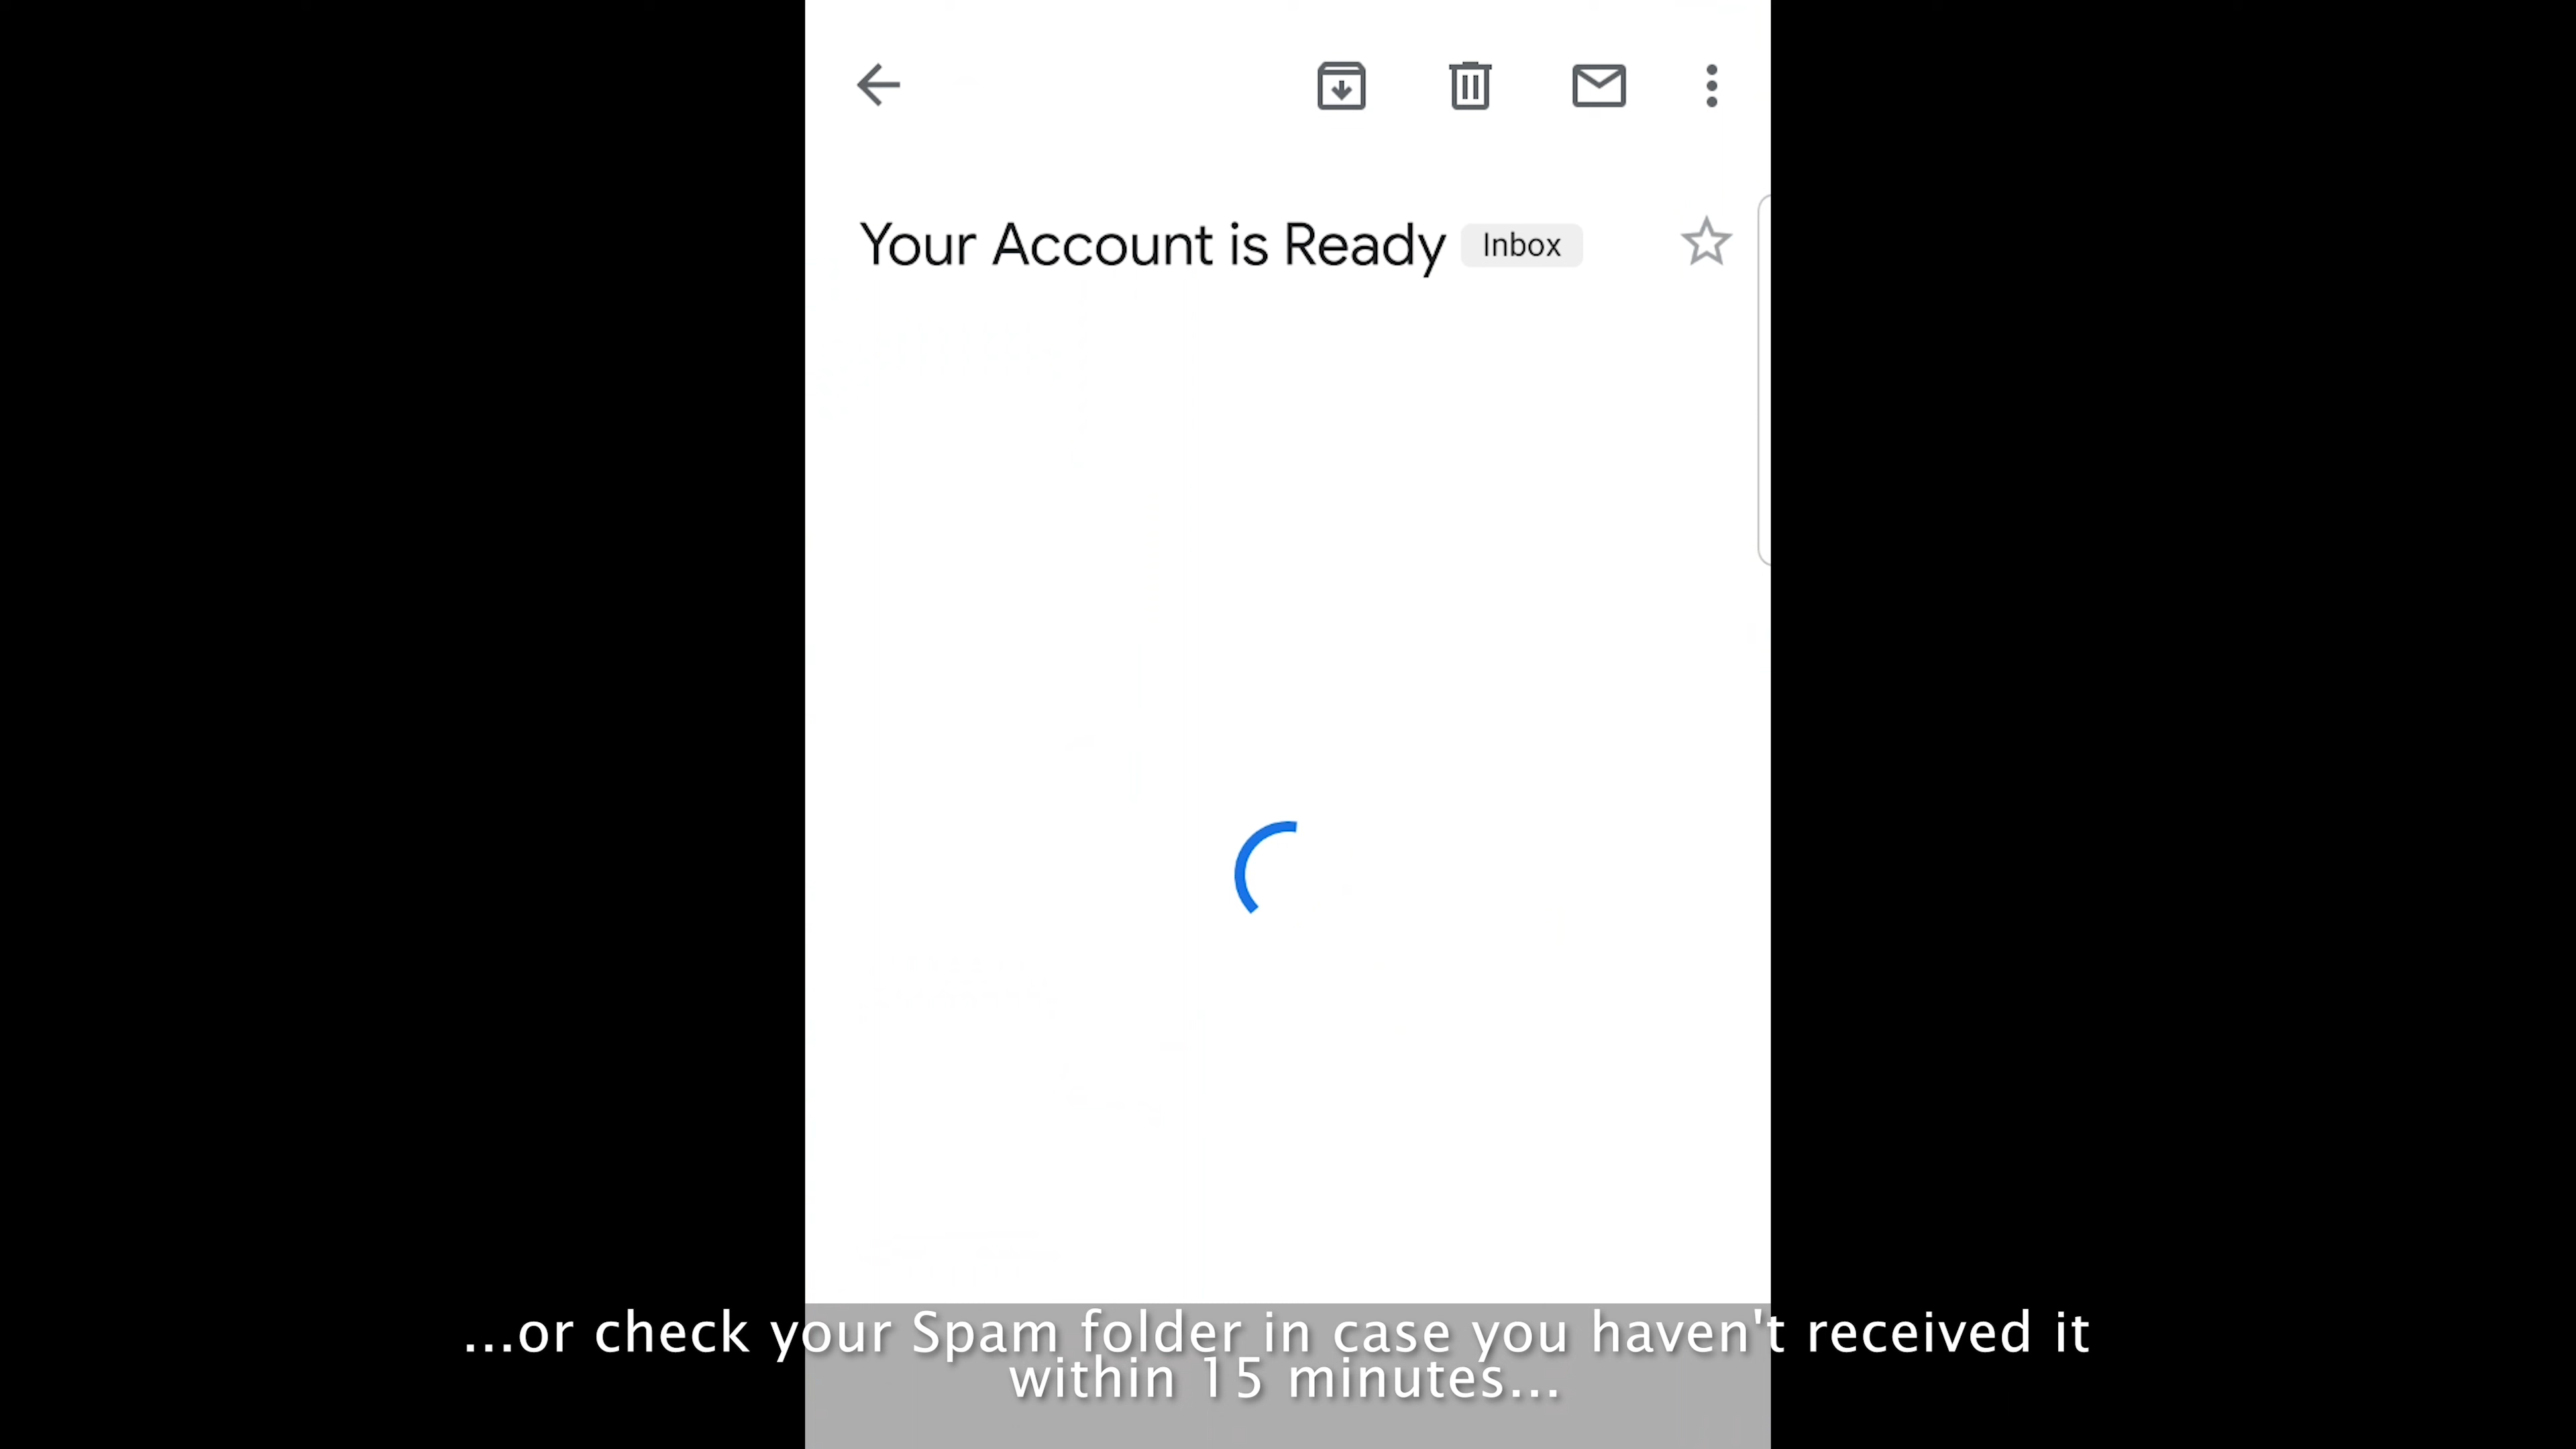 Your Account is Ready Inbox
...or check your Spam folder in case you haven't received it
within 15 minutes...